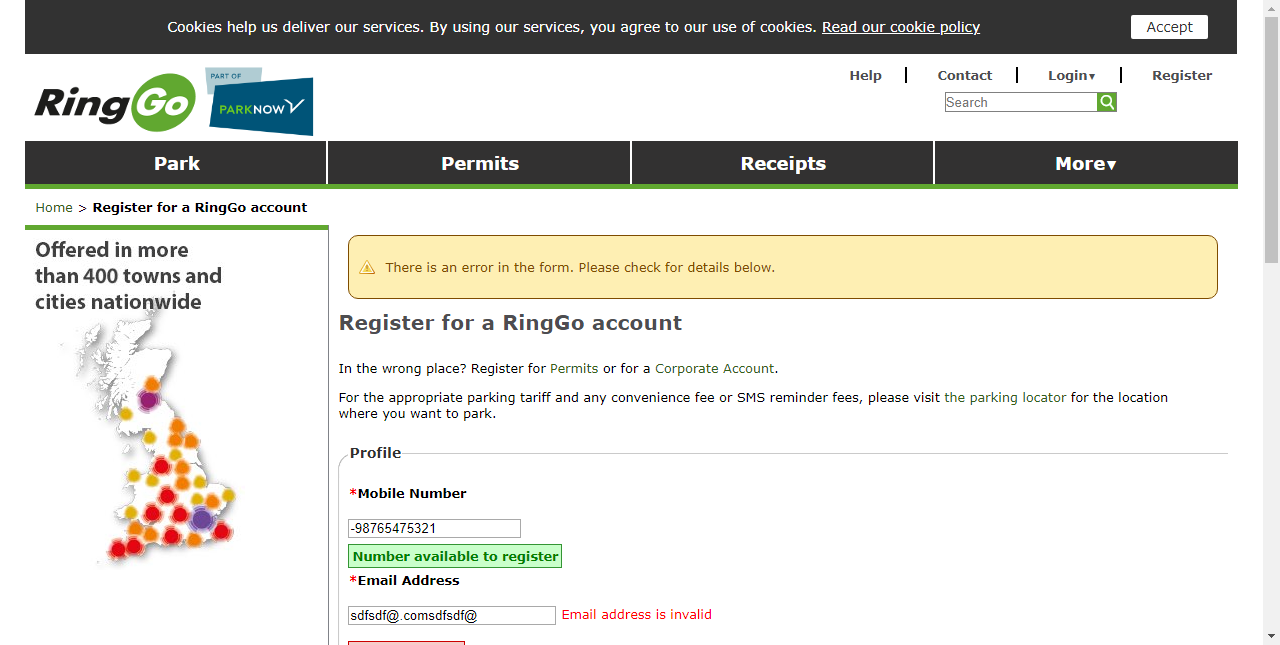 Cookies help us deliver our services. By using our services, you agree to our use of cookies. Read our cookie policy
Accept
RingGo
PART OF
PARKNOW
Help
Contact
Login▾
Register
Search
Park
Permits
Receipts
More▾
Home > Register for a RingGo account
Offered in more
than 400 towns and
cities nationwide
There is an error in the form. Please check for details below.
Register for a RingGo account
In the wrong place? Register for Permits or for a Corporate Account.
For the appropriate parking tariff and any convenience fee or SMS reminder fees, please visit the parking locator for the location
where you want to park.
Profile
*Mobile Number
-98765475321
Number available to register
*Email Address
sdfsdf@.comsdfsdf@
Email address is invalid